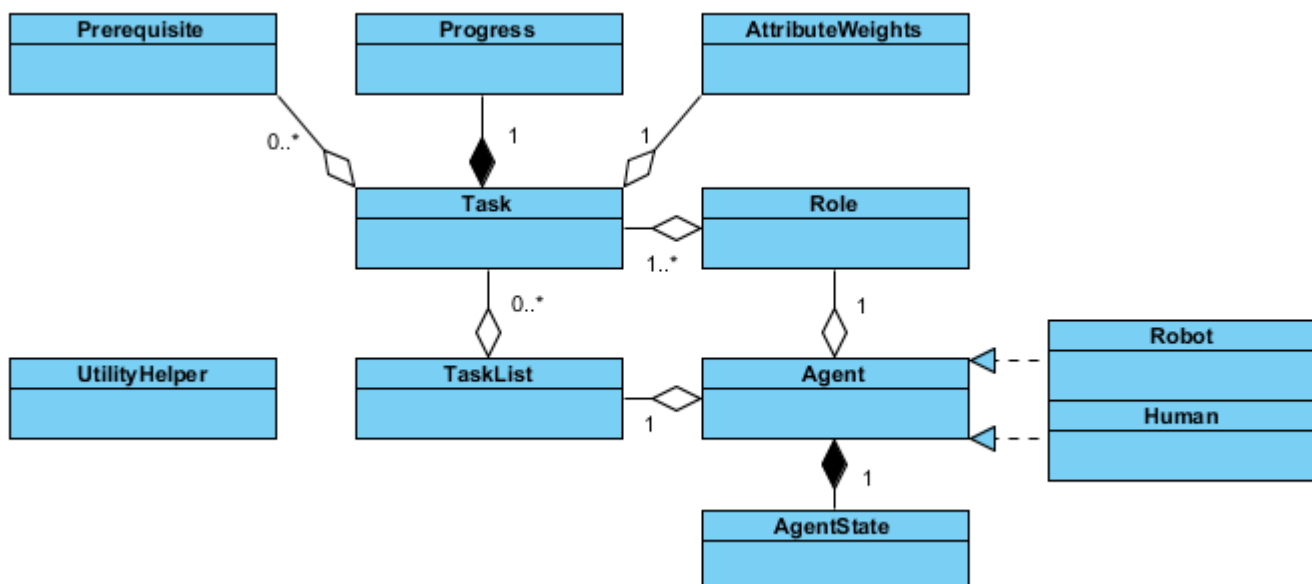 Prerequisite
Progress
AttributeWeights
0..*
1
1
Task
Role
1..*
0..*
1
Robot
UtilityHelper
TaskList
Agent
1
Human
1
AgentState